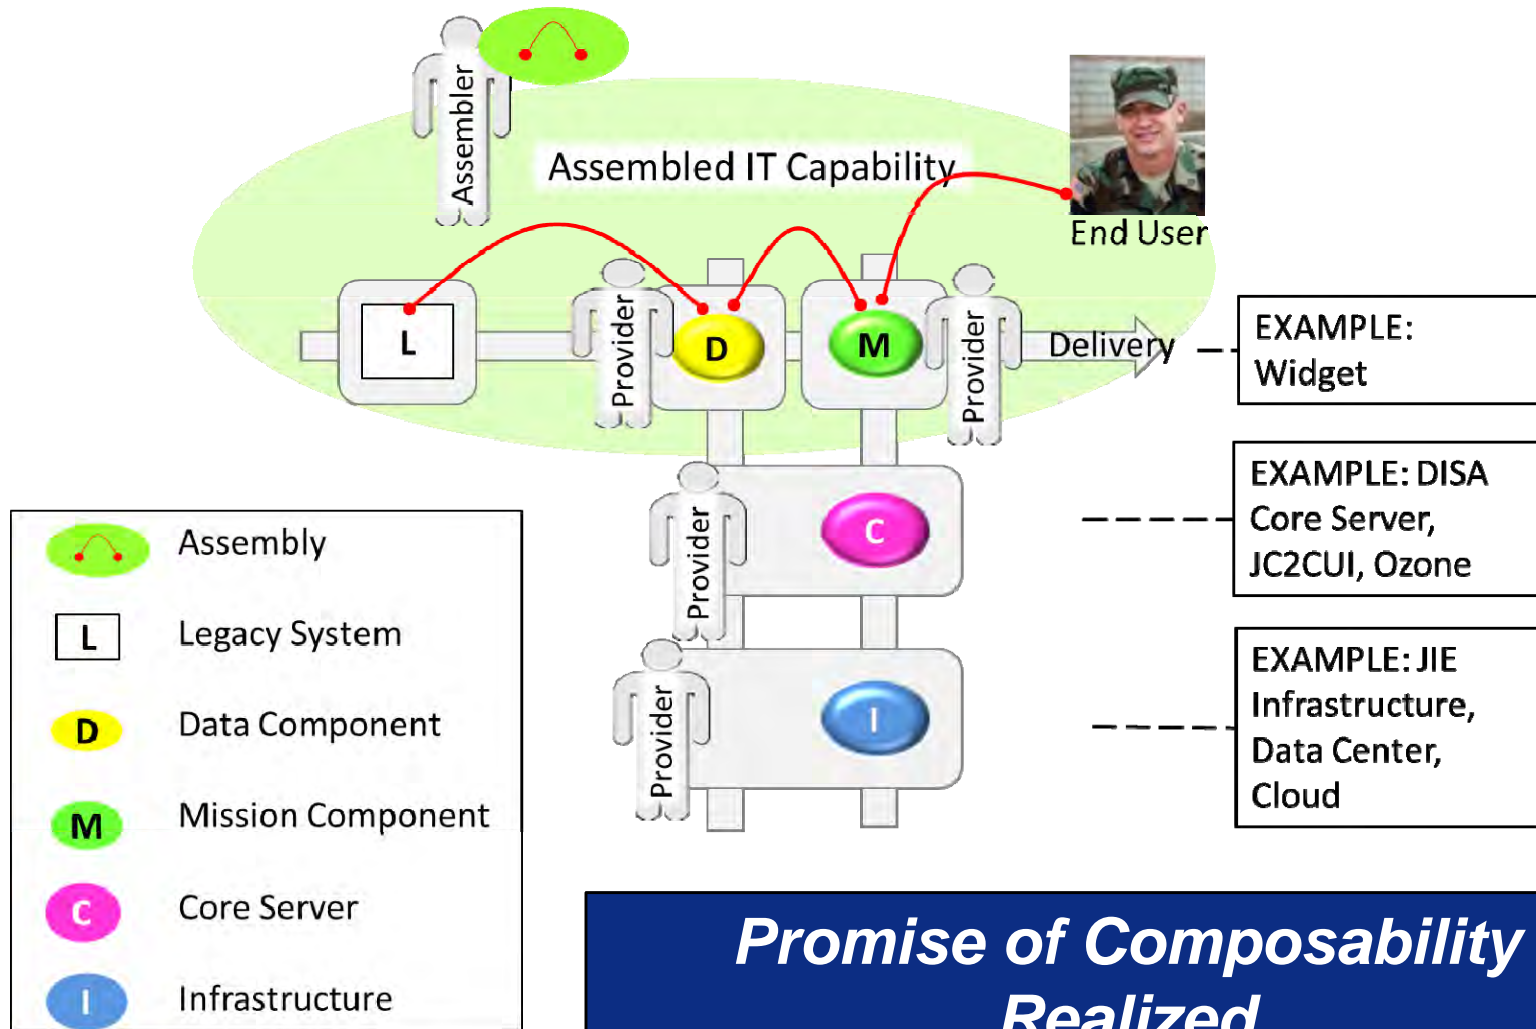 Assembler
Assembled IT Capability
End User
L
Provider
D
M
Provider
Delivery
EXAMPLE:
Widget
Provider
C
EXAMPLE: DISA
Core Server,
JC2CUI, Ozone
Provider
I
EXAMPLE: JIE
Infrastructure,
Data Center,
Cloud
Assembly
L
Legacy System
D
Data Component
M
Mission Component
C
Core Server
I
Infrastructure
Promise of Composability
Realized